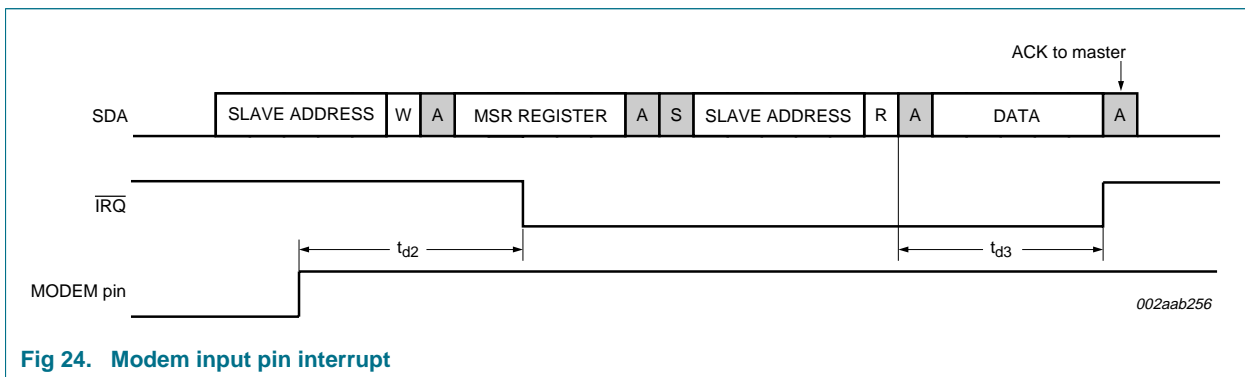 ACK to master
SDA SLAVE ADDRESS W A MSR REGISTER A S SLAVE ADDRESS R A DATA A
IRQ
td2 td3
MODEM pin
002aab256
Fig 24. Modem input pin interrupt